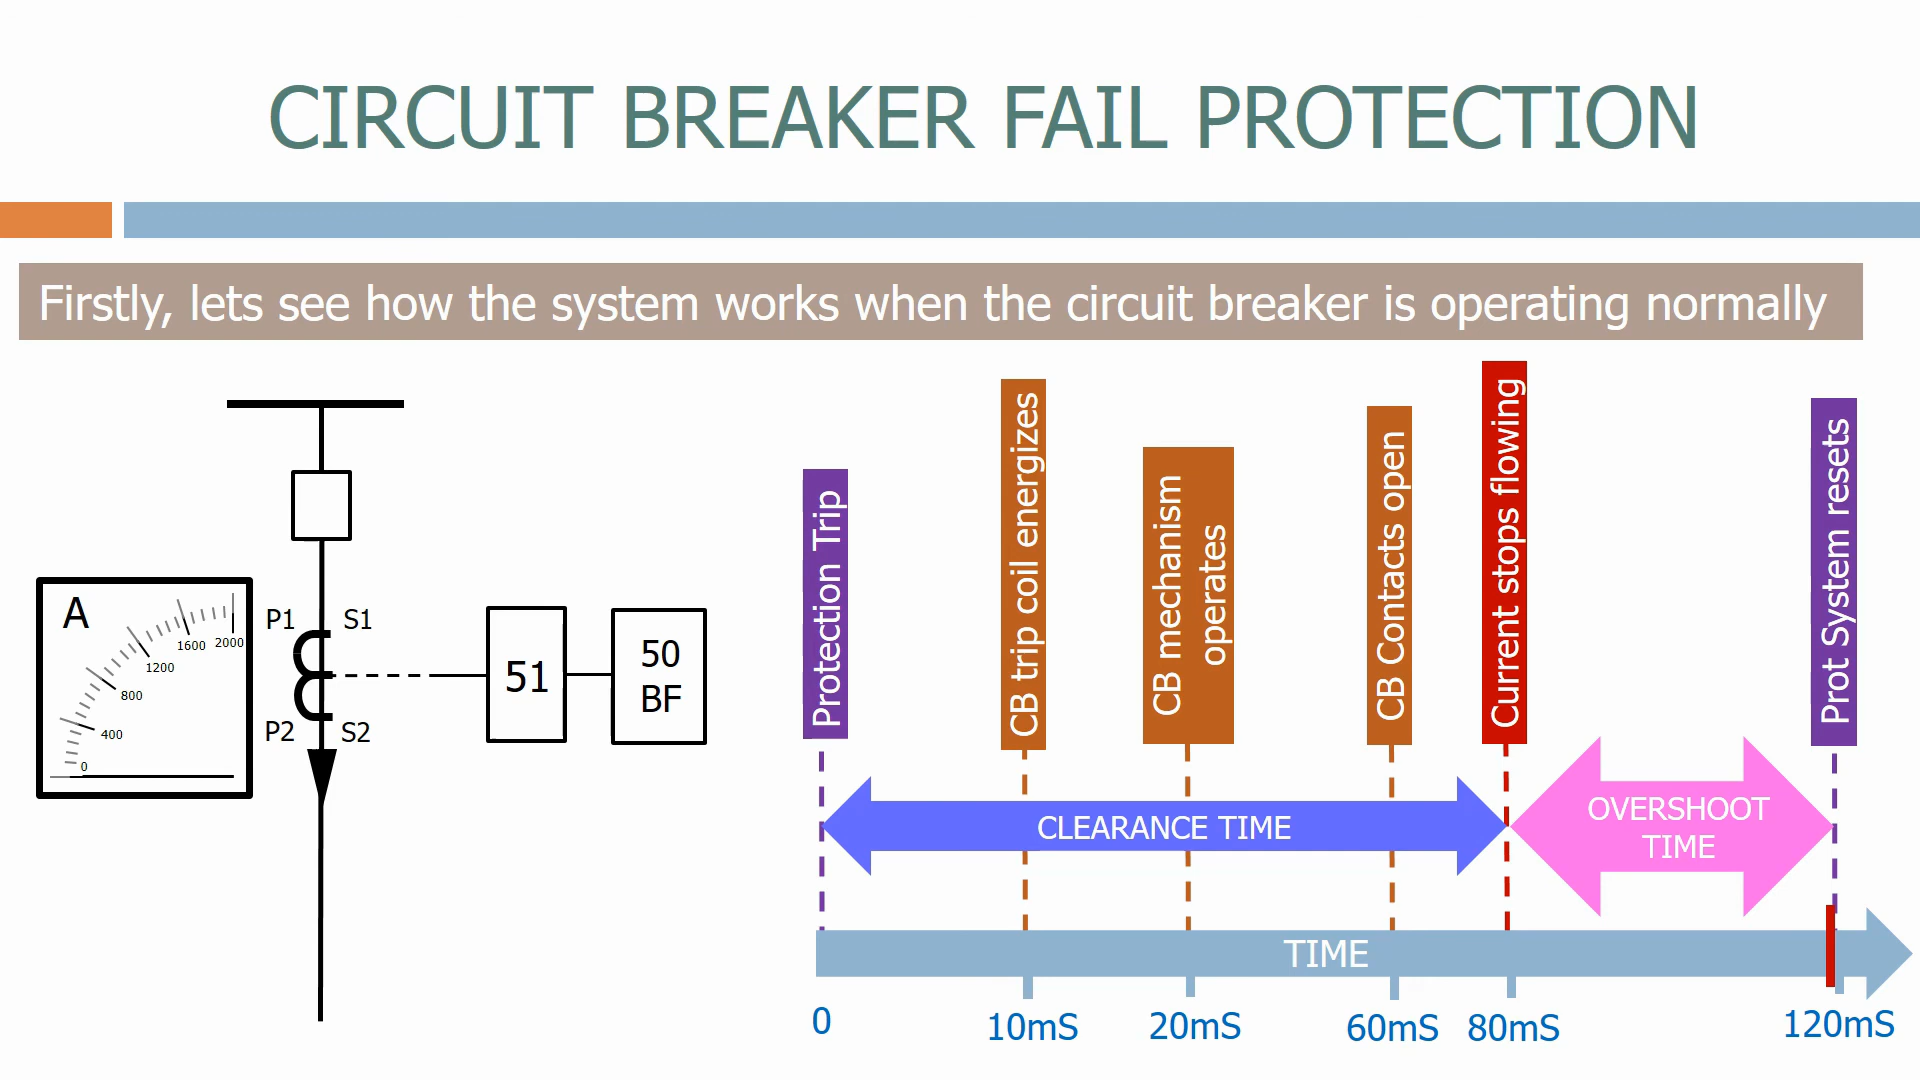 CIRCUIT BREAKER FAIL PROTECTION
Firstly, lets see how the system works when the circuit breaker is operating normally
A
0
400
800
1200
1600
2000
P1
S1
P2
S2
51
50
BF
Protection Trip
CB trip coil energizes
CB mechanism
operates
CB Contacts open
Current stops flowing
Prot System resets
CLEARANCE TIME
OVERSHOOT
TIME
TIME
0
10mS
20mS
60mS
80mS
120mS